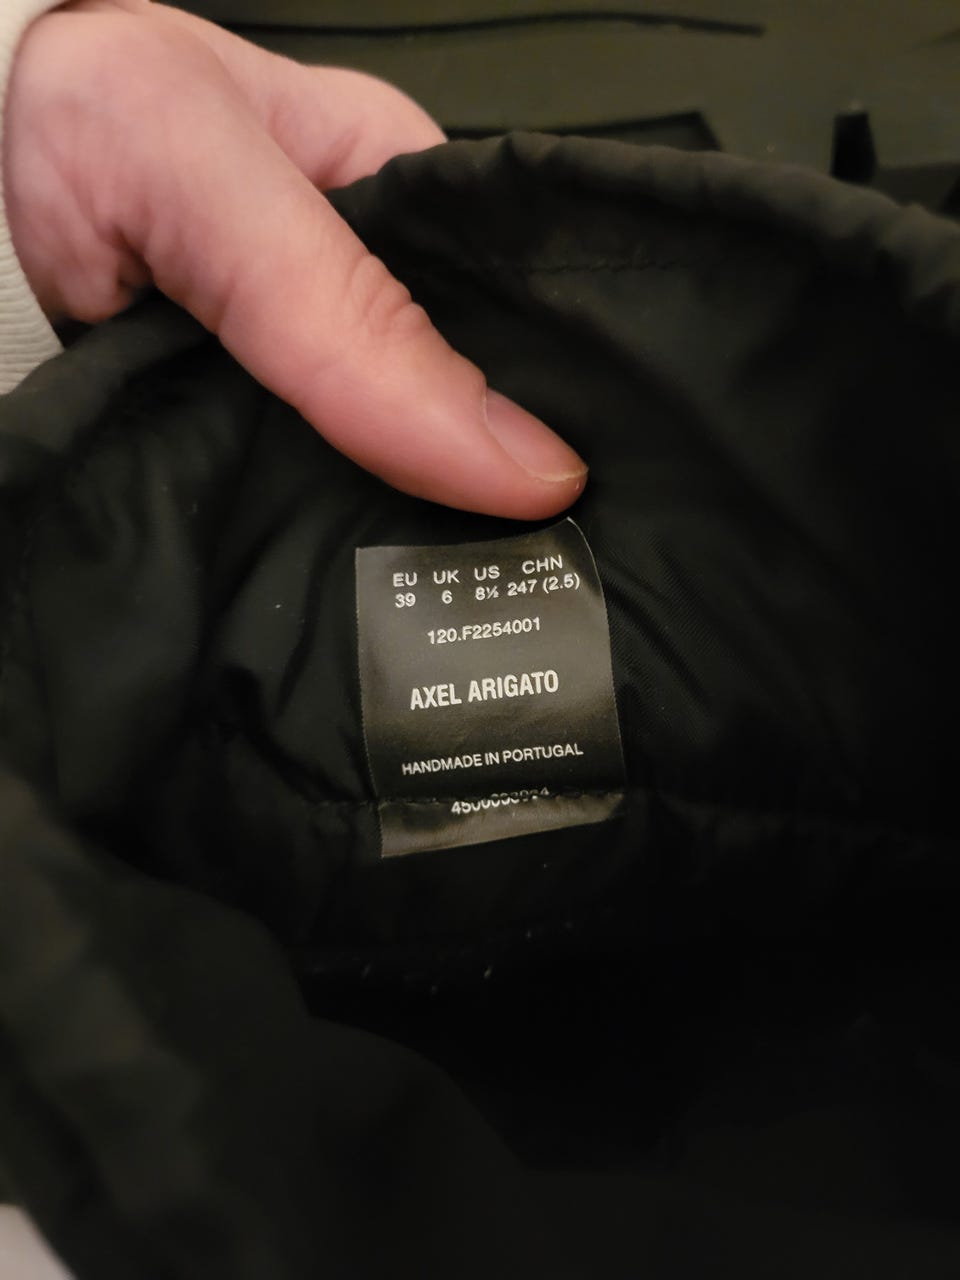 EU UK US CHN
39 6 8½ 247 (2.5)
120.F2254001
AXEL ARIGATO
HANDMADE IN PORTUGAL